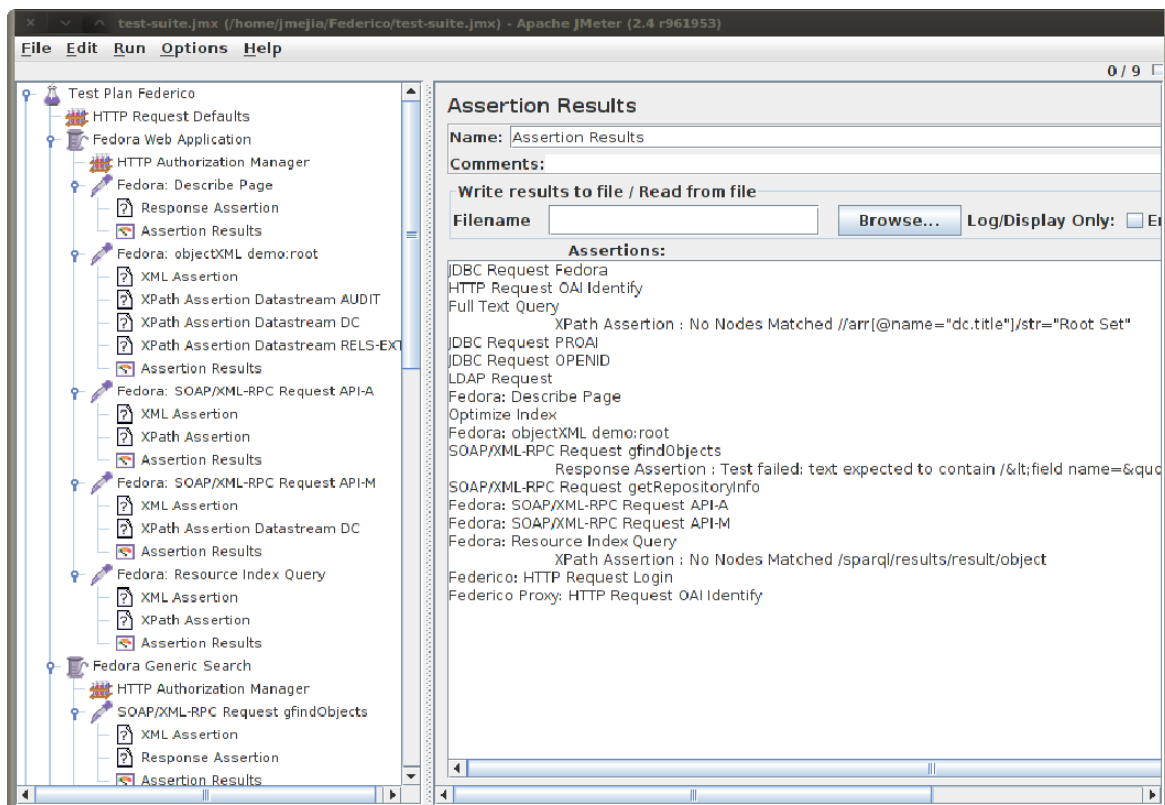 test-suite.jmx (/home/jmejia/Federico/test-suite.jmx) - Apache JMeter (2.4 r961953)
File Edit Run Options Help
0 / 9
Test Plan Federico
HTTP Request Defaults
Fedora Web Application
HTTP Authorization Manager
Fedora: Describe Page
Response Assertion
Assertion Results
Fedora: objectXML demo:root
XML Assertion
XPath Assertion Datastream AUDIT
XPath Assertion Datastream DC
XPath Assertion Datastream RELS-EXT
Assertion Results
Fedora: SOAP/XML-RPC Request API-A
XML Assertion
XPath Assertion
Assertion Results
Fedora: SOAP/XML-RPC Request API-M
XML Assertion
XPath Assertion Datastream DC
Assertion Results
Fedora: Resource Index Query
XML Assertion
XPath Assertion
Assertion Results
Fedora Generic Search
HTTP Authorization Manager
SOAP/XML-RPC Request gfindObjects
XML Assertion
Response Assertion
Assertion Results
Assertion Results
Name: Assertion Results
Comments:
Write results to file / Read from file
Filename Browse... Log/Display Only:
Assertions:
JDBC Request Fedora
HTTP Request OAI Identify
Full Text Query
XPath Assertion : No Nodes Matched //arr[@name="dc.title"]/str="Root Set"
JDBC Request PROAI
JDBC Request OPENID
LDAP Request
Fedora: Describe Page
Optimize Index
Fedora: objectXML demo:root
SOAP/XML-RPC Request gfindObjects
Response Assertion : Test failed: text expected to contain /&lt;field name=&quo
SOAP/XML-RPC Request getRepositoryInfo
Fedora: SOAP/XML-RPC Request API-A
Fedora: SOAP/XML-RPC Request API-M
Fedora: Resource Index Query
XPath Assertion : No Nodes Matched /sparql/results/result/object
Federico: HTTP Request Login
Federico Proxy: HTTP Request OAI Identify